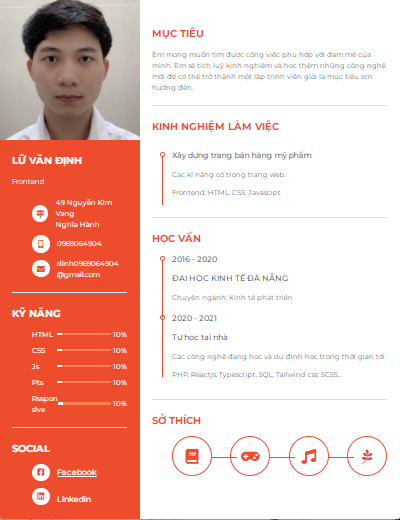 LỮ VĂN ĐỊNH
Frontend
49 Nguyễn Kim
Vang
Nghĩa Hành
0969064904
dinh0969064904
@gmail.com
KỸ NĂNG
HTML 10%
CSS 10%
Js 10%
Pts 10%
Respon
sive 10%
SOCIAL
Facebook
Linkedin
MỤC TIÊU
Em mong muốn tìm được công việc phù hợp với đam mê của
mình. Em sẽ tích luỹ kinh nghiệm và học thêm những công nghệ
mới để có thể trở thành một lập trình viên giỏi là mục tiêu em
hướng đến.
KINH NGHIỆM LÀM VIỆC
Xây dựng trang bán hàng mỹ phẩm
Các kĩ năng có trong trang web:
Frontend: HTML, CSS, Javascipt
HỌC VẤN
2016 - 2020
ĐẠI HỌC KINH TẾ ĐÀ NẴNG
Chuyên ngành: Kinh tế phát triển
2020 - 2021
Tự học tại nhà
Các công nghệ đang học và dự định học trong thời gian tới
PHP, Reactjs, Typescript, SQL, Tailwind css, SCSS...
SỞ THÍCH